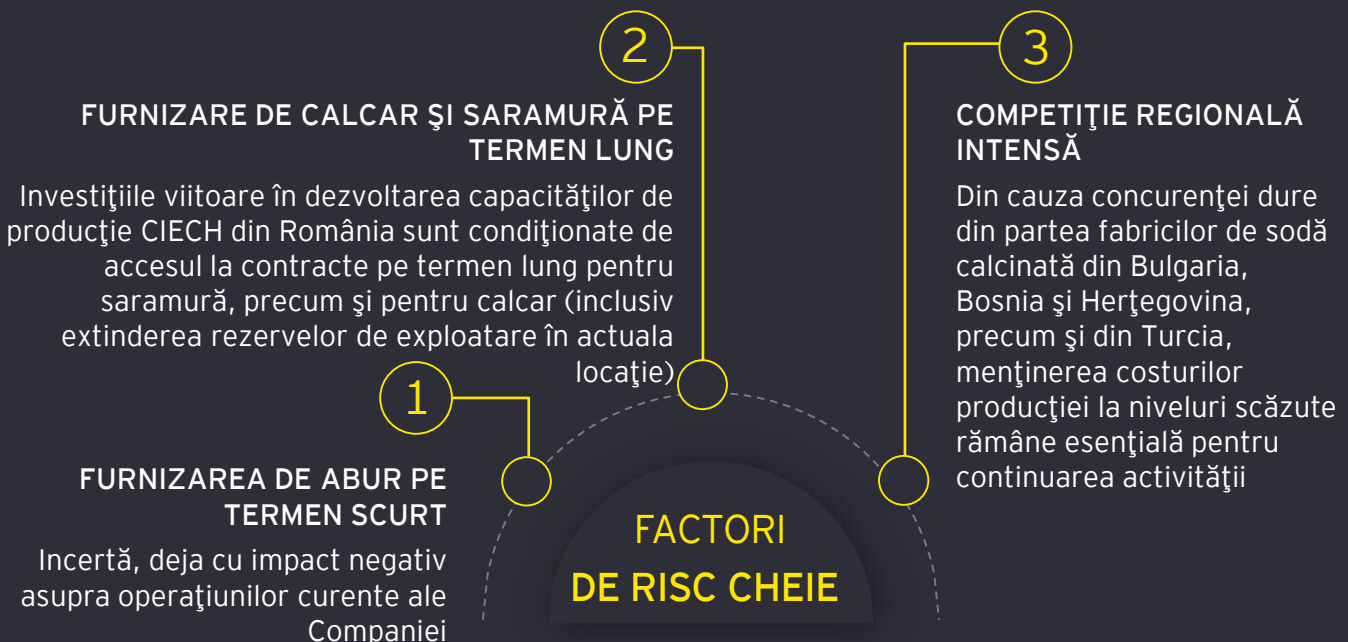 1
FURNIZAREA DE ABUR PE
TERMEN SCURT
Incertă, deja cu impact negativ
asupra operaţiunilor curente ale
Companiei
2
FURNIZARE DE CALCAR ŞI SARAMURĂ PE
TERMEN LUNG
Investiţiile viitoare în dezvoltarea capacităţilor de
producţie CIECH din România sunt condiţionate de
accesul la contracte pe termen lung pentru
saramură, precum şi pentru calcar (inclusiv
extinderea rezervelor de exploatare în actuala
locaţie)
3
COMPETIŢIE REGIONALĂ
INTENSĂ
Din cauza concurenţei dure
din partea fabricilor de sodă
calcinată din Bulgaria,
Bosnia şi Herţegovina,
precum şi din Turcia,
menţinerea costurilor
producţiei la niveluri scăzute
rămâne esenţială pentru
continuarea activităţii
FACTORI
DE RISC CHEIE